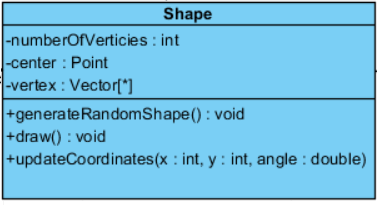 Shape
-numberOfVerticies : int
-center : Point
-vertex : Vector[*]
+generateRandomShape() : void
+draw() : void
+updateCoordinates(x : int, y : int, angle : double)